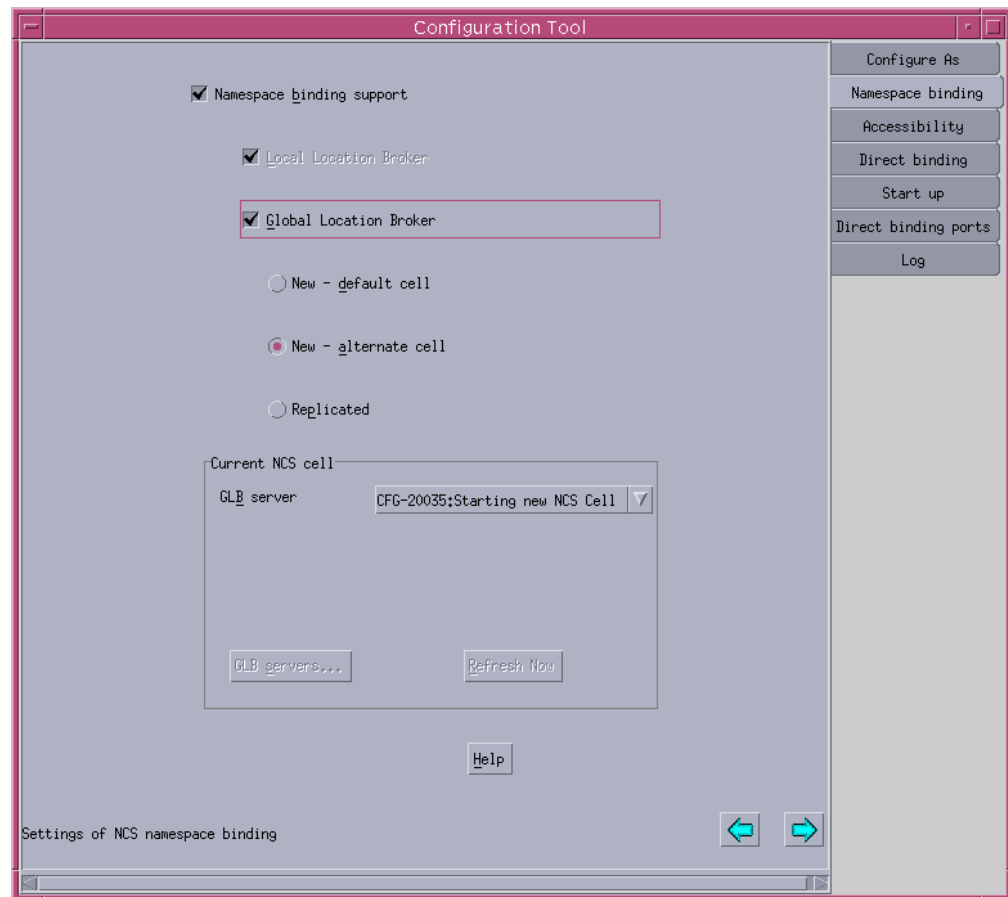 Configuration Tool
Configure As
Namespace binding
Accessibility
Direct binding
Start up
Direct binding ports
Log
Namespace binding support
Local Location Broker
Global Location Broker
New - default cell
New - alternate cell
Replicated
Current NCS cell
GLB server
CFG-20035:Starting new NCS Cell
GLB servers...
Refresh Now
Help
Settings of NCS namespace binding